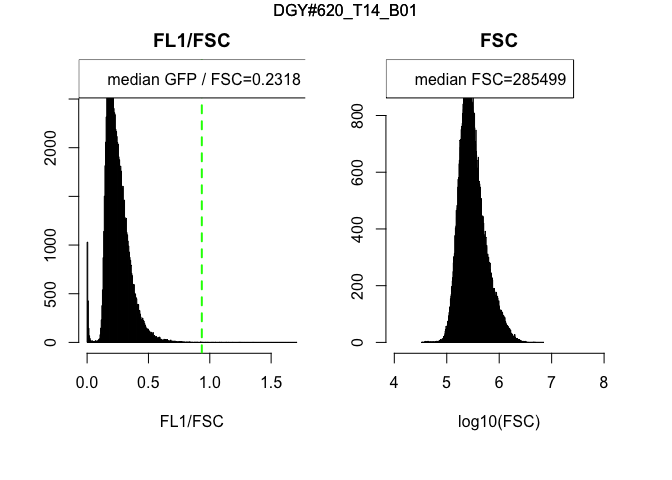 DGY#620_T14_B01
FL1/FSC
median GFP / FSC=0.2318
0
500
1000
2000
0.0 0.5 1.0 1.5
FL1/FSC
FSC
median FSC=285499
0
200
400
600
800
4 5 6 7 8
log10(FSC)